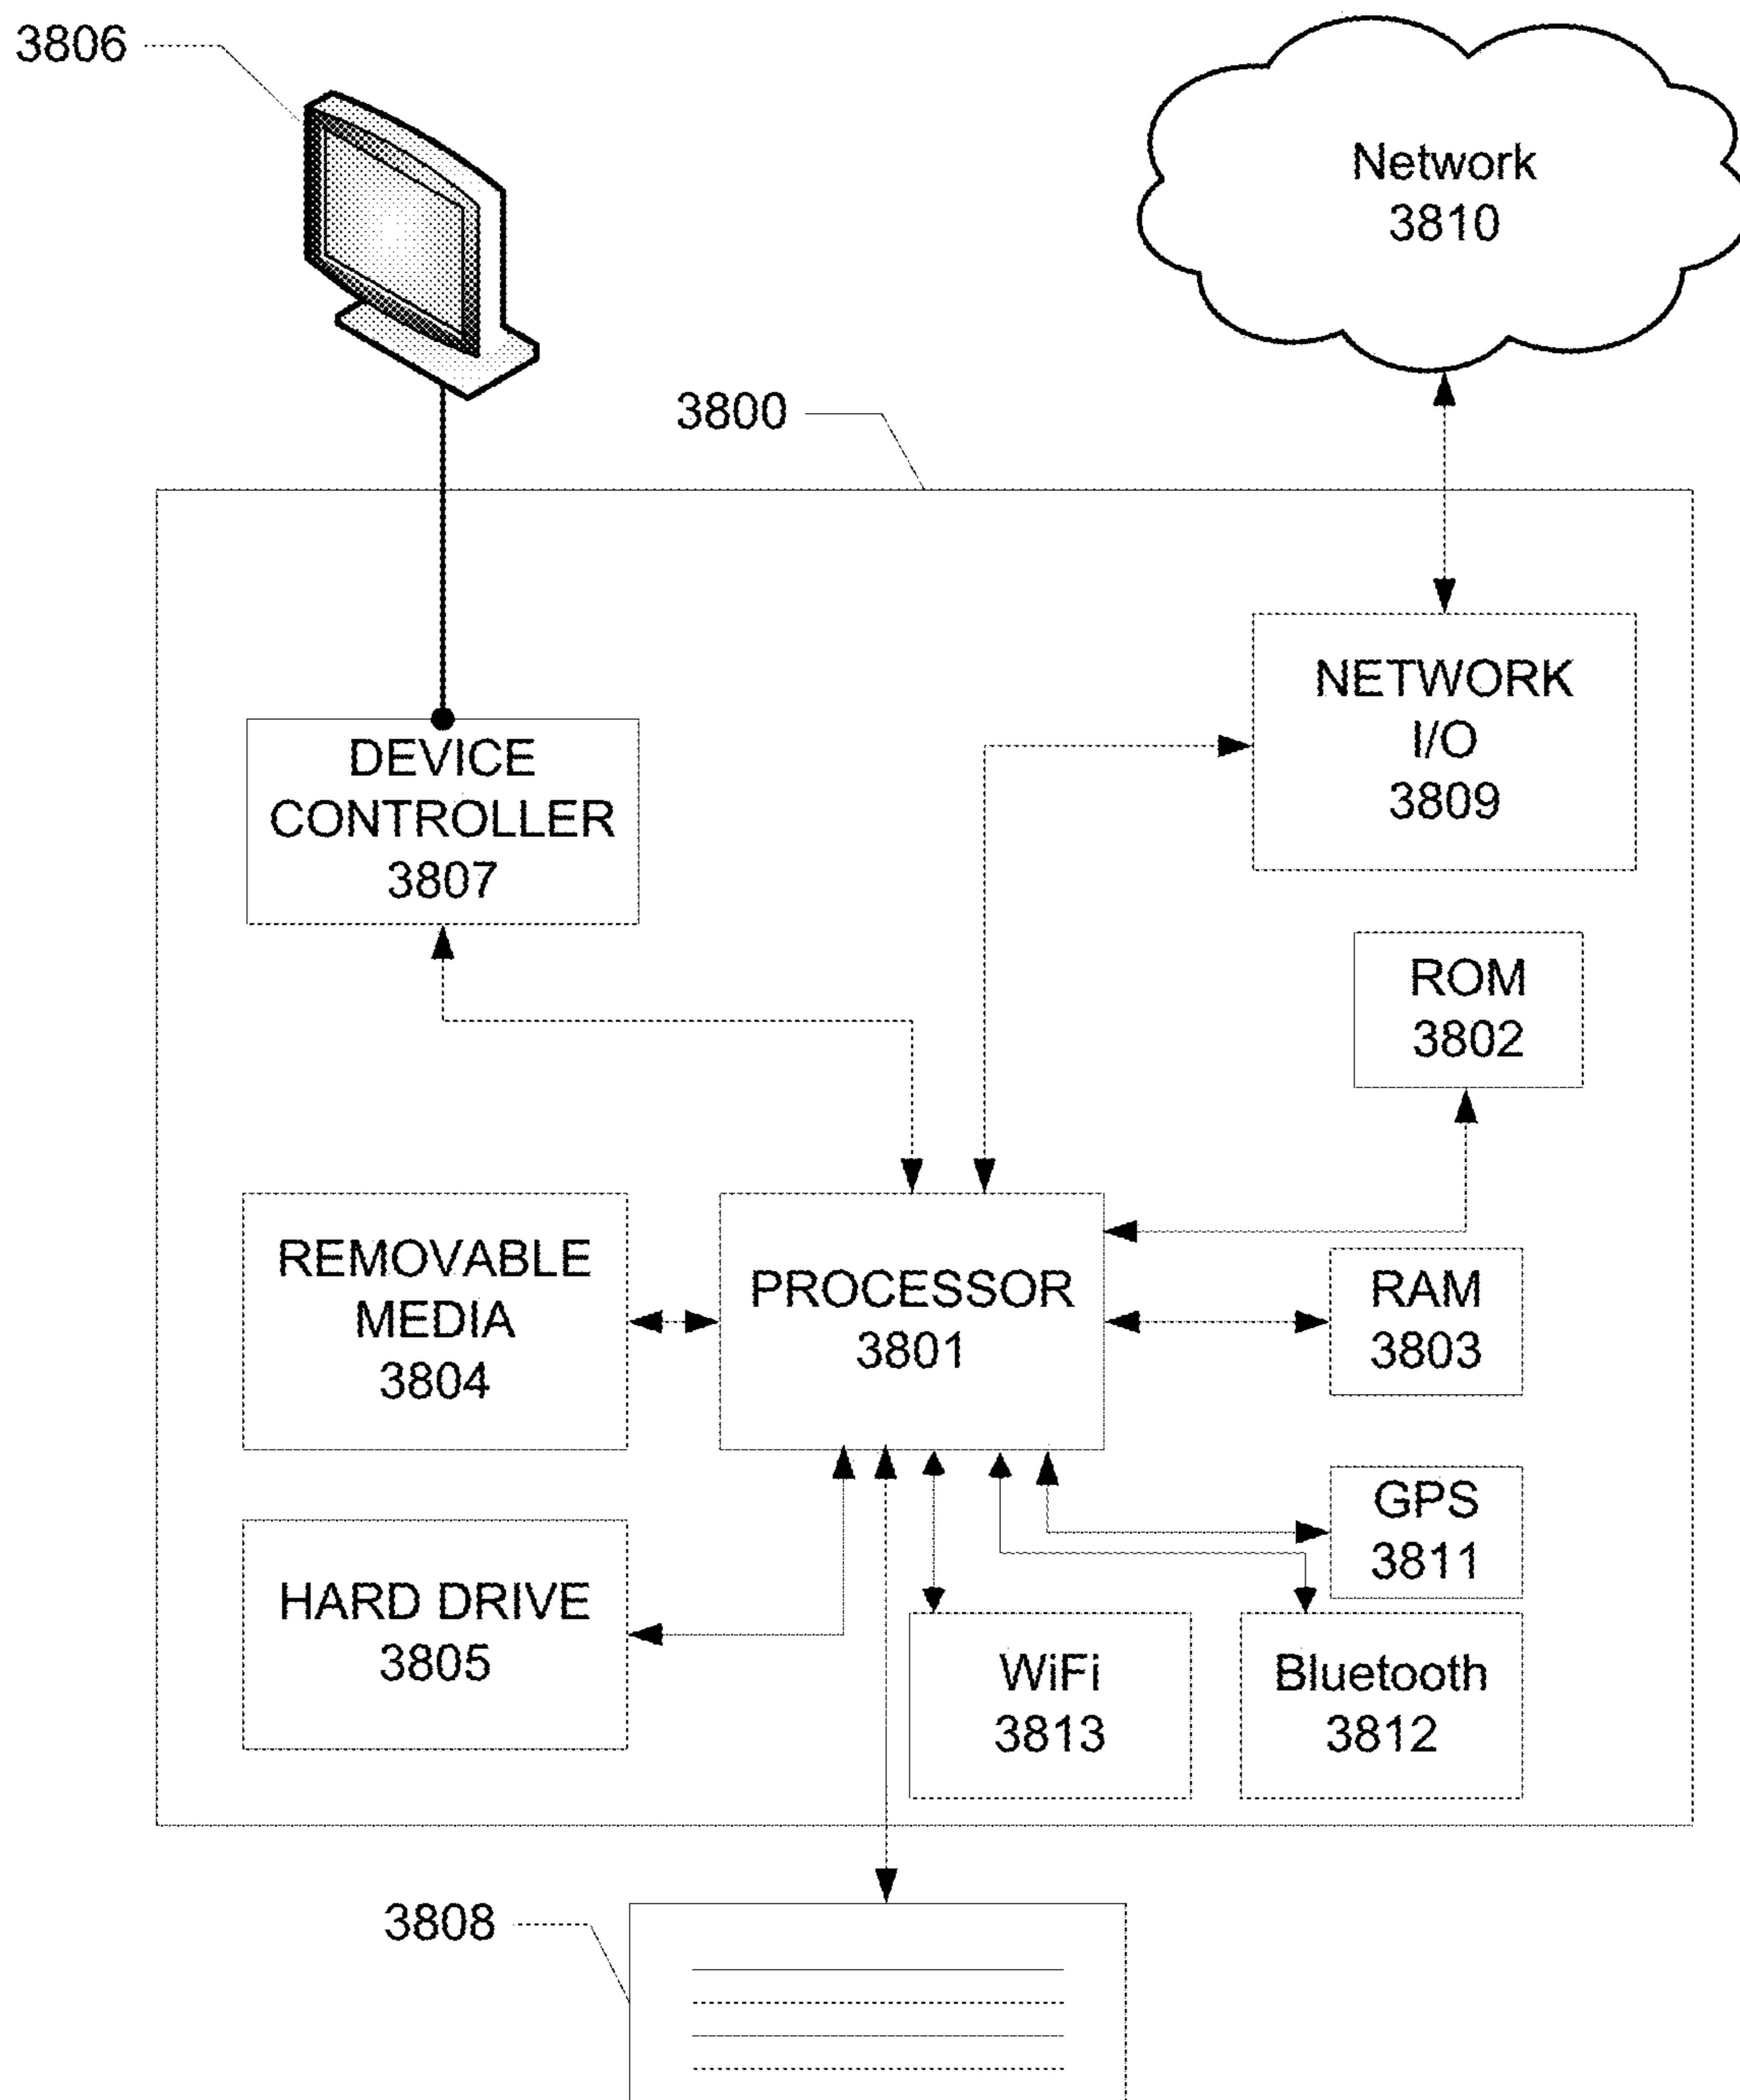 3806
Network
3810
3800
NETWORK
I/O
3809
DEVICE
CONTROLLER
3807
ROM
3802
REMOVABLE
MEDIA
3804
PROCESSOR
3801
RAM
3803
GPS
3811
HARD DRIVE
3805
WiFi
3813
Bluetooth
3812
3808